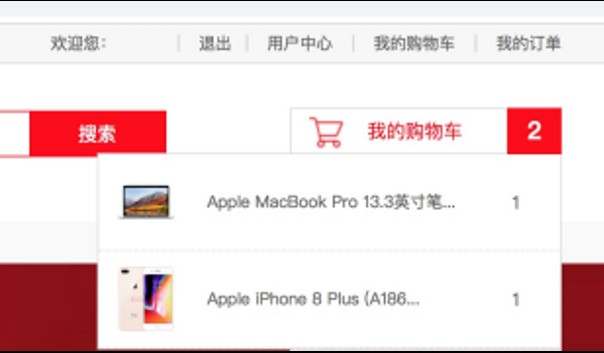 欢迎您: | 退出 | 用户中心 | 我的购物车 | 我的订单
搜索 我的购物车 2
Apple MacBook Pro 13.3英寸笔... 1
Apple iPhone 8 Plus (A186... 1